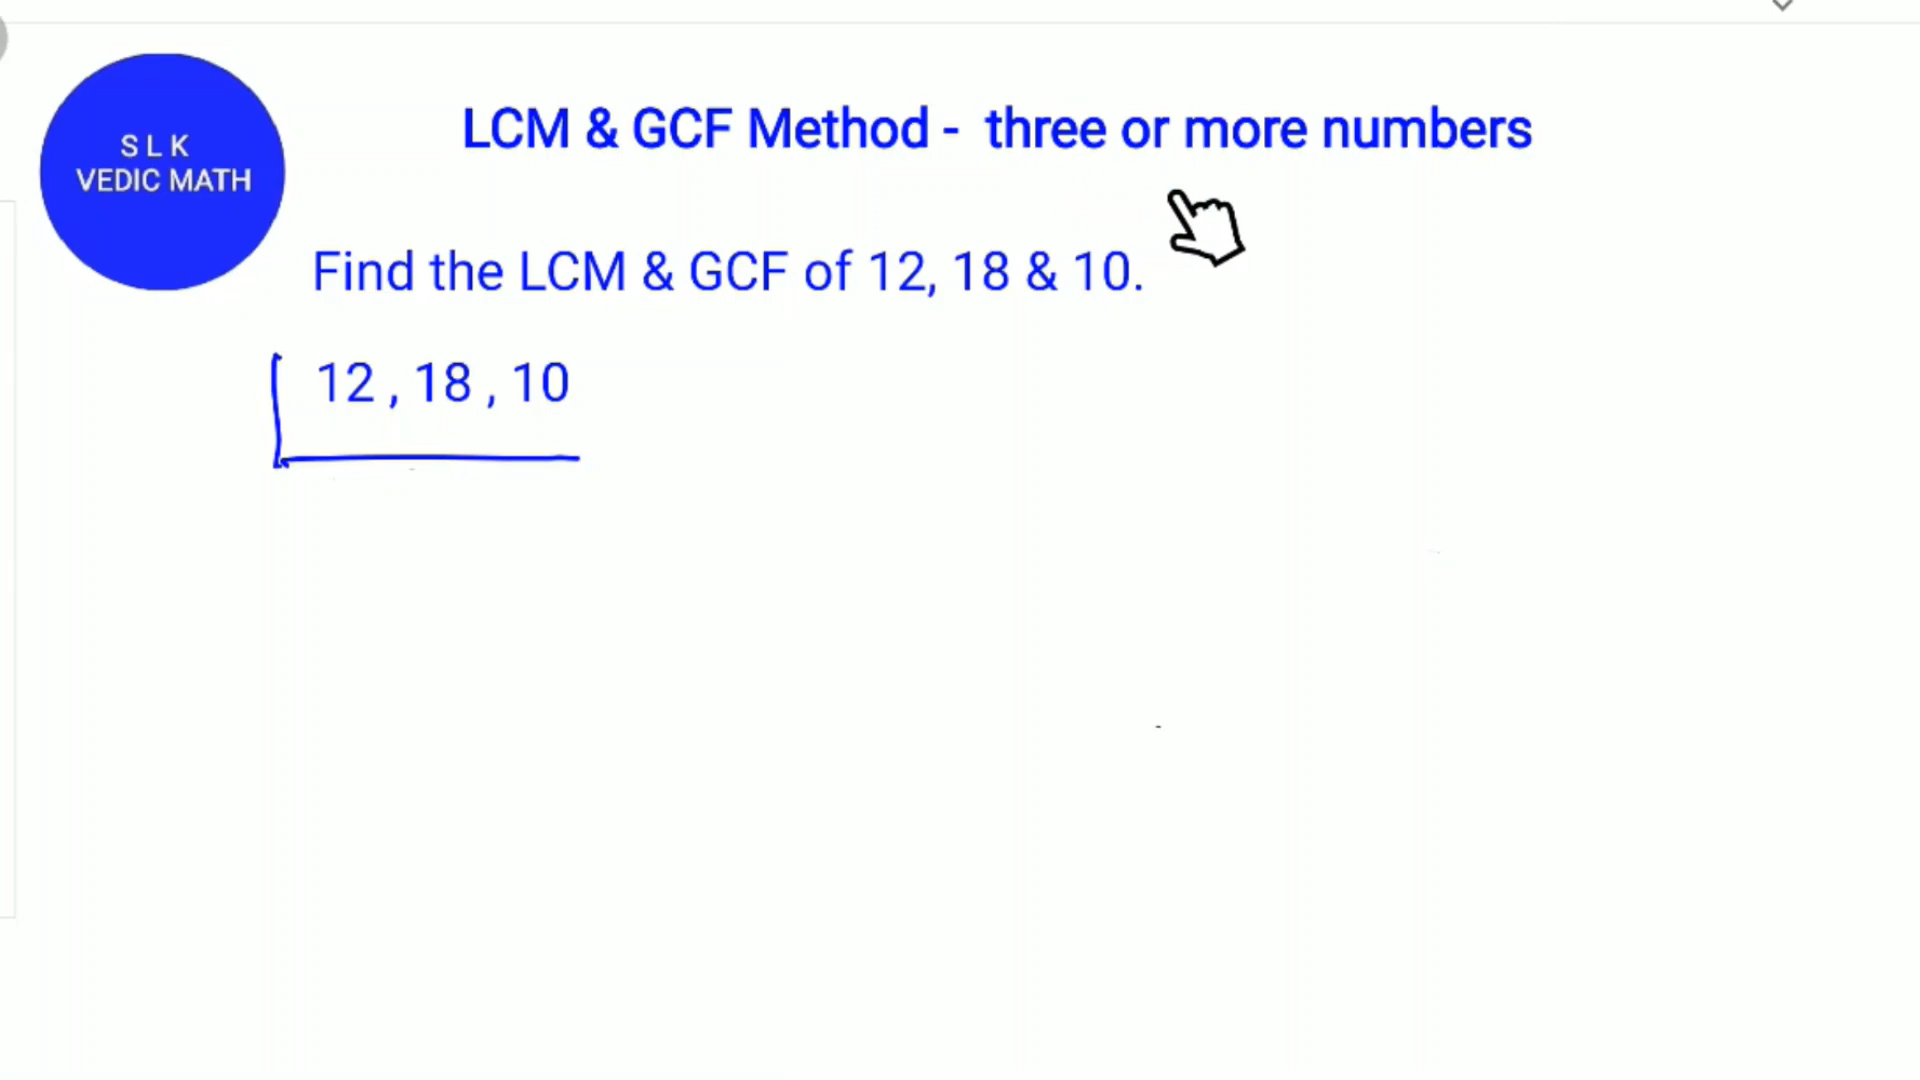 S L K
VEDIC MATH
LCM & GCF Method - three or more numbers
Find the LCM & GCF of 12, 18 & 10.
12 , 18 , 10